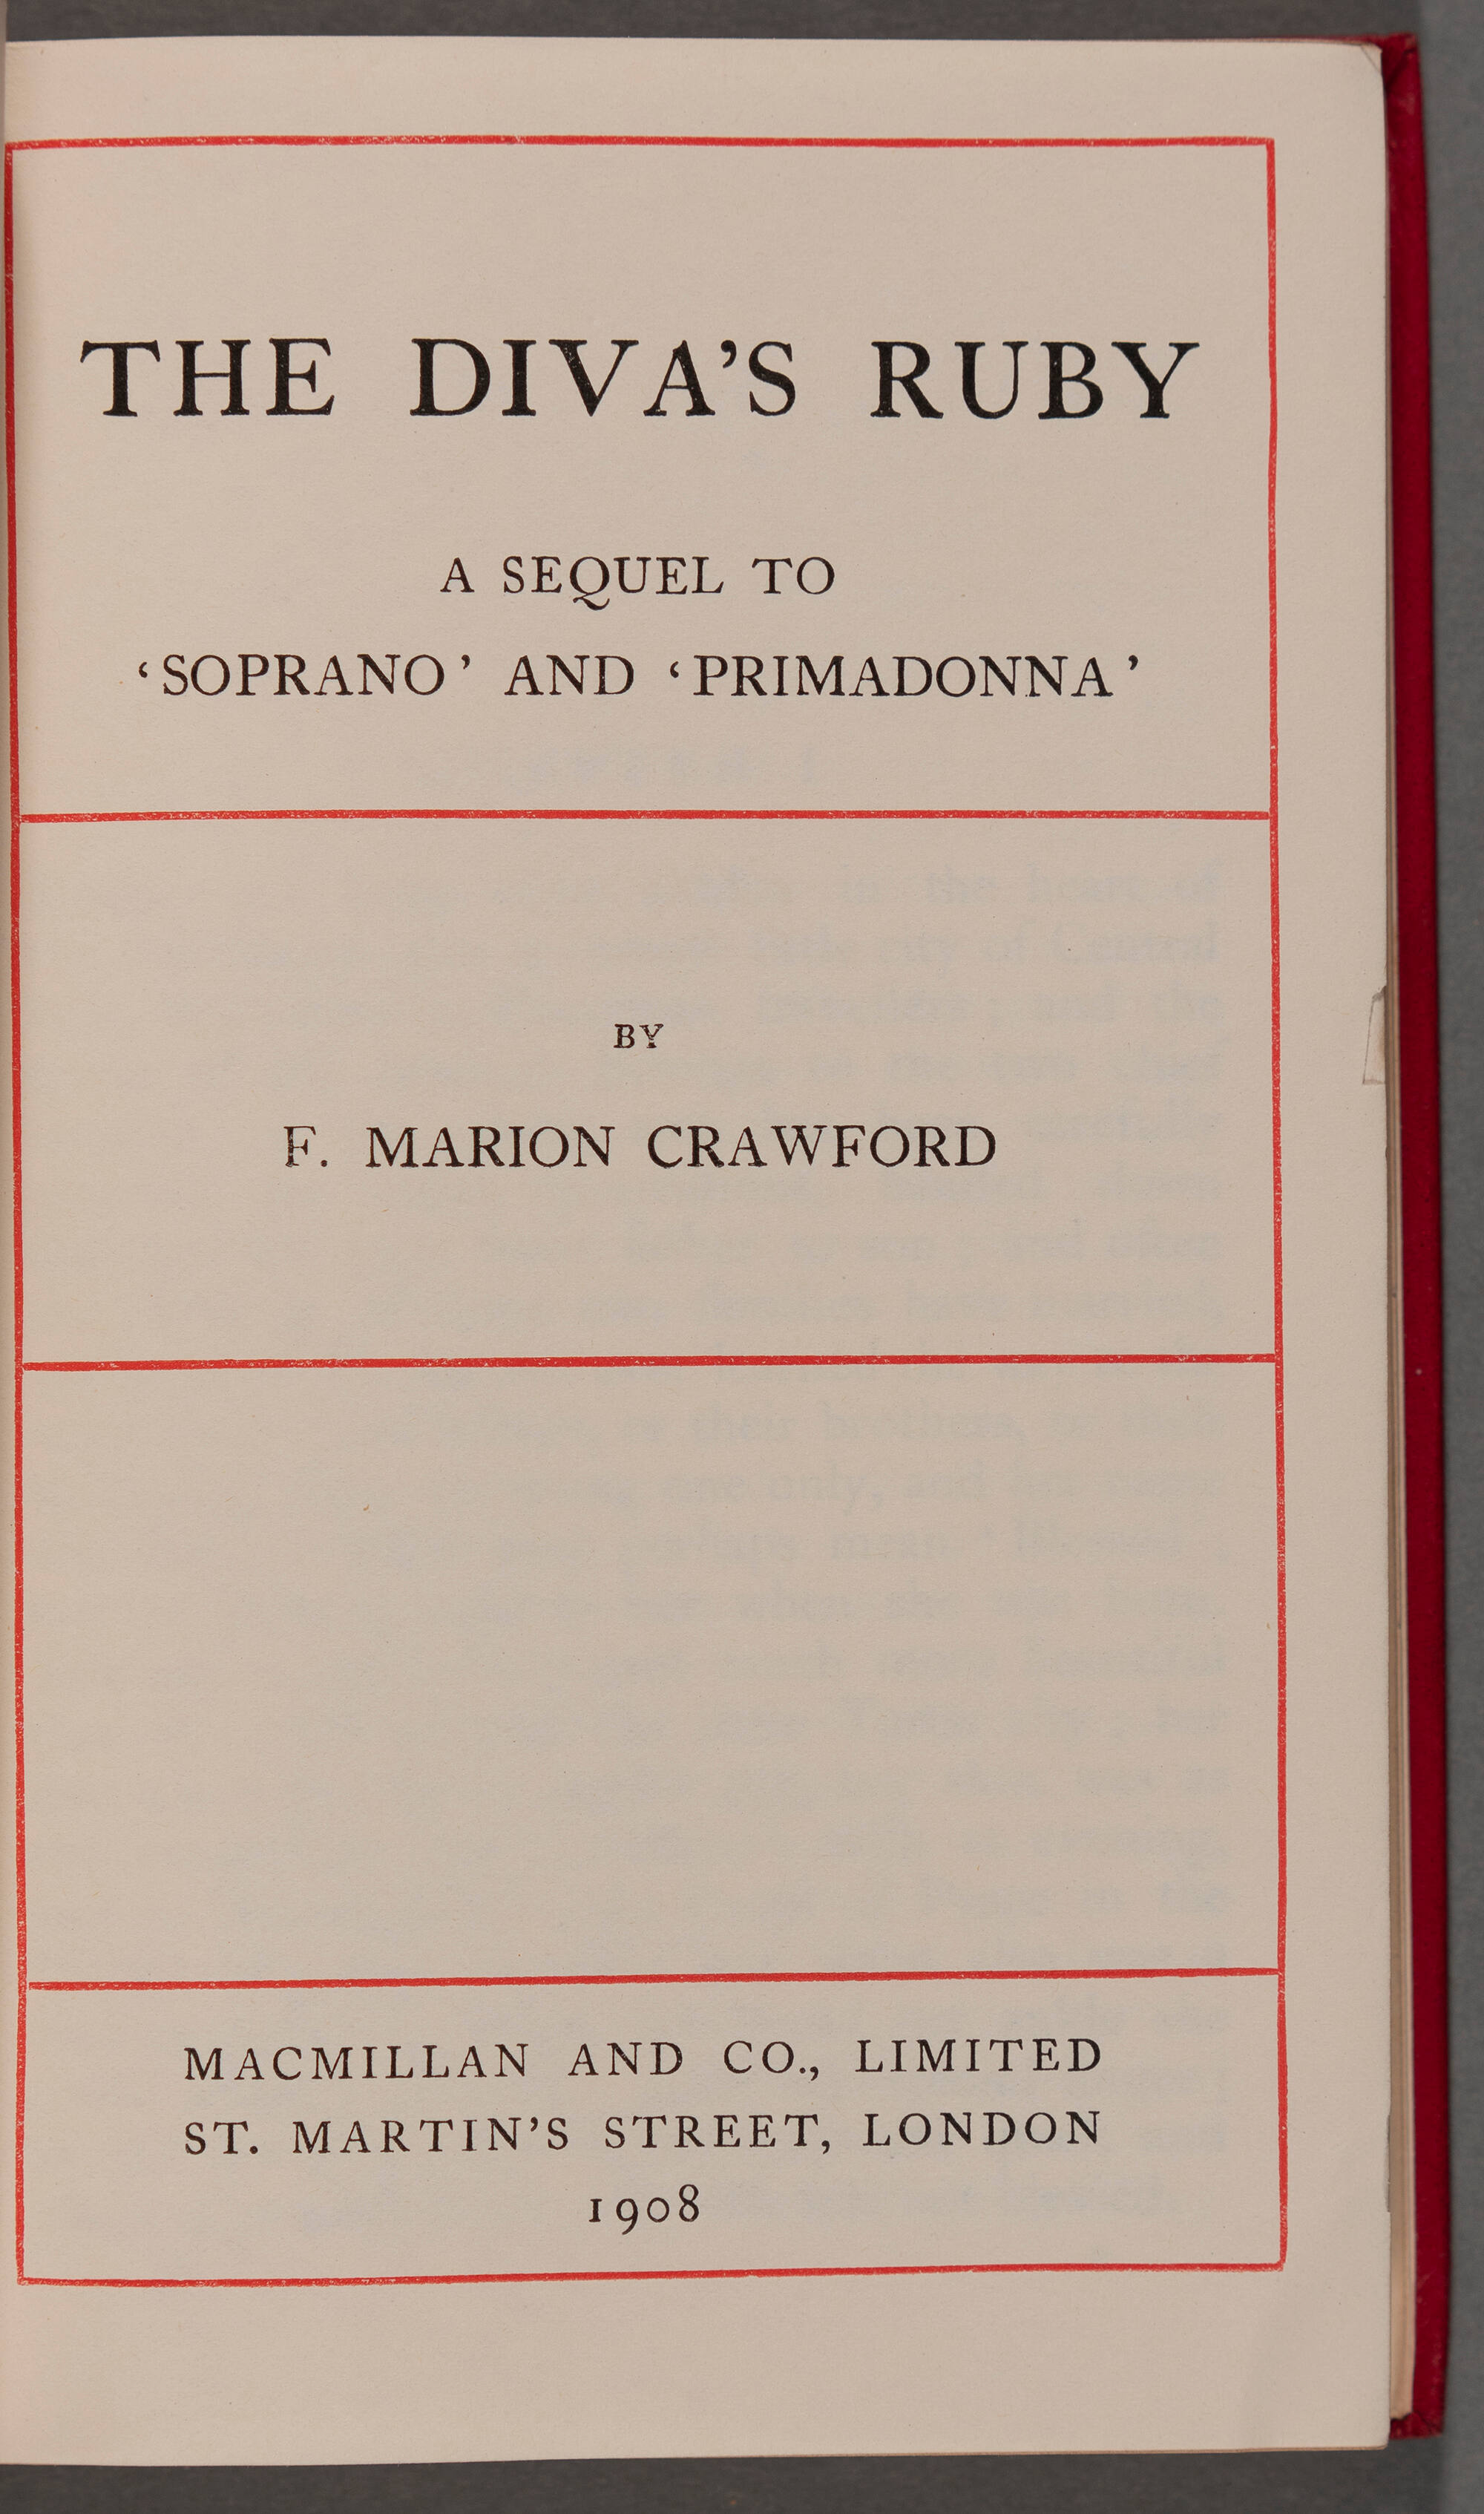 THE DIVA'S RUBY
A SEQUEL TO
‘SOPRANO’ AND ‘PRIMADONNA’
BY
F. MARION CRAWFORD
MACMILLAN AND CO., LIMITED
ST. MARTIN'S STREET, LONDON
1908